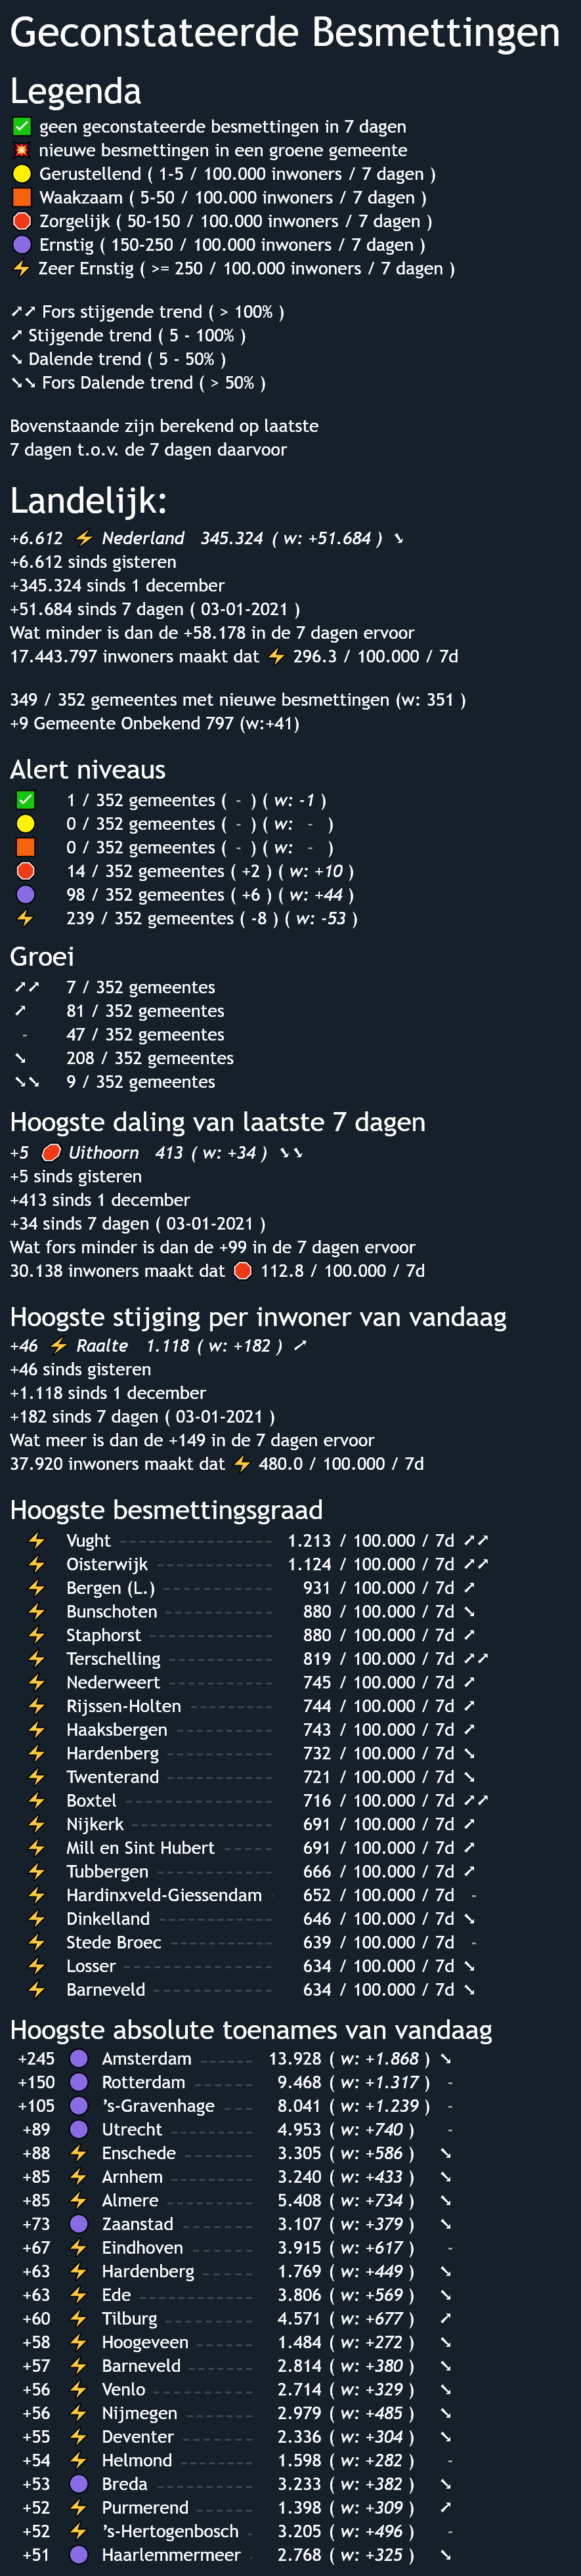 Geconstateerde Besmettingen
Legenda
✅ geen geconstateerde besmettingen in 7 dagen
💥 nieuwe besmettingen in een groene gemeente
🟡 Gerustellend ( 1-5 / 100.000 inwoners / 7 dagen )
🟧 Waakzaam ( 5-50 / 100.000 inwoners / 7 dagen )
🛑 Zorgelijk ( 50-150 / 100.000 inwoners / 7 dagen )
🟣 Ernstig ( 150-250 / 100.000 inwoners / 7 dagen )
⚡ Zeer Ernstig ( >= 250 / 100.000 inwoners / 7 dagen )
➚➚ Fors stijgende trend ( > 100% )
➚ Stijgende trend ( 5 - 100% )
➘ Dalende trend ( 5 - 50% )
➘➘ Fors Dalende trend ( > 50% )
Bovenstaande zijn berekend op laatste
7 dagen t.o.v. de 7 dagen daarvoor
Landelijk:
+6.612 ⚡ Nederland 345.324 ( w: +51.684 ) ➘
+6.612 sinds gisteren
+345.324 sinds 1 december
+51.684 sinds 7 dagen ( 03-01-2021 )
Wat minder is dan de +58.178 in de 7 dagen ervoor
17.443.797 inwoners maakt dat ⚡ 296.3 / 100.000 / 7d
349 / 352 gemeentes met nieuwe besmettingen (w: 351 )
+9 Gemeente Onbekend 797 (w:+41)
Alert niveaus
✅ 1 / 352 gemeentes ( - ) ( w: -1 )
🟡 0 / 352 gemeentes ( - ) ( w: - )
🟧 0 / 352 gemeentes ( - ) ( w: - )
🛑 14 / 352 gemeentes ( +2 ) ( w: +10 )
🟣 98 / 352 gemeentes ( +6 ) ( w: +44 )
⚡ 239 / 352 gemeentes ( -8 ) ( w: -53 )
Groei
➚➚ 7 / 352 gemeentes
➚ 81 / 352 gemeentes
- 47 / 352 gemeentes
➘ 208 / 352 gemeentes
➘➘ 9 / 352 gemeentes
Hoogste daling van laatste 7 dagen
+5 🛑 Uithoorn 413 ( w: +34 ) ➘➘
+5 sinds gisteren
+413 sinds 1 december
+34 sinds 7 dagen ( 03-01-2021 )
Wat fors minder is dan de +99 in de 7 dagen ervoor
30.138 inwoners maakt dat 🛑 112.8 / 100.000 / 7d
Hoogste stijging per inwoner van vandaag
+46 ⚡ Raalte 1.118 ( w: +182 ) ➚
+46 sinds gisteren
+1.118 sinds 1 december
+182 sinds 7 dagen ( 03-01-2021 )
Wat meer is dan de +149 in de 7 dagen ervoor
37.920 inwoners maakt dat ⚡ 480.0 / 100.000 / 7d
Hoogste besmettingsgraad
⚡ Vught 1.213 / 100.000 / 7d ➚➚
⚡ Oisterwijk 1.124 / 100.000 / 7d ➚➚
⚡ Bergen (L.) 931 / 100.000 / 7d ➚
⚡ Bunschoten 880 / 100.000 / 7d ➘
⚡ Staphorst 880 / 100.000 / 7d ➚
⚡ Terschelling 819 / 100.000 / 7d ➚➚
⚡ Nederweert 745 / 100.000 / 7d ➚
⚡ Rijssen-Holten 744 / 100.000 / 7d ➚
⚡ Haaksbergen 743 / 100.000 / 7d ➚
⚡ Hardenberg 732 / 100.000 / 7d ➘
⚡ Twenterand 721 / 100.000 / 7d ➘
⚡ Boxtel 716 / 100.000 / 7d ➚➚
⚡ Nijkerk 691 / 100.000 / 7d ➚
⚡ Mill en Sint Hubert 691 / 100.000 / 7d ➚
⚡ Tubbergen 666 / 100.000 / 7d ➚
⚡ Hardinxveld-Giessendam 652 / 100.000 / 7d -
⚡ Dinkelland 646 / 100.000 / 7d ➘
⚡ Stede Broec 639 / 100.000 / 7d -
⚡ Losser 634 / 100.000 / 7d ➘
⚡ Barneveld 634 / 100.000 / 7d ➘
Hoogste absolute toenames van vandaag
+245 🟣 Amsterdam 13.928 ( w: +1.868 ) ➘
+150 🟣 Rotterdam 9.468 ( w: +1.317 ) -
+105 🟣 's-Gravenhage 8.041 ( w: +1.239 ) -
+89 🟣 Utrecht 4.953 ( w: +740 ) -
+88 ⚡ Enschede 3.305 ( w: +586 ) ➘
+85 ⚡ Arnhem 3.240 ( w: +433 ) ➘
+85 ⚡ Almere 5.408 ( w: +734 ) ➘
+73 🟣 Zaanstad 3.107 ( w: +379 ) ➘
+67 ⚡ Eindhoven 3.915 ( w: +617 ) -
+63 ⚡ Hardenberg 1.769 ( w: +449 ) ➘
+63 ⚡ Ede 3.806 ( w: +569 ) ➘
+60 ⚡ Tilburg 4.571 ( w: +677 ) ➚
+58 ⚡ Hoogeveen 1.484 ( w: +272 ) ➘
+57 ⚡ Barneveld 2.814 ( w: +380 ) ➘
+56 ⚡ Venlo 2.714 ( w: +329 ) ➘
+56 ⚡ Nijmegen 2.979 ( w: +485 ) ➘
+55 ⚡ Deventer 2.336 ( w: +304 ) ➘
+54 ⚡ Helmond 1.598 ( w: +282 ) -
+53 🟣 Breda 3.233 ( w: +382 ) ➘
+52 ⚡ Purmerend 1.398 ( w: +309 ) ➚
+52 ⚡ 's-Hertogenbosch 3.205 ( w: +496 ) -
+51 🟣 Haarlemmermeer 2.768 ( w: +325 ) ➘